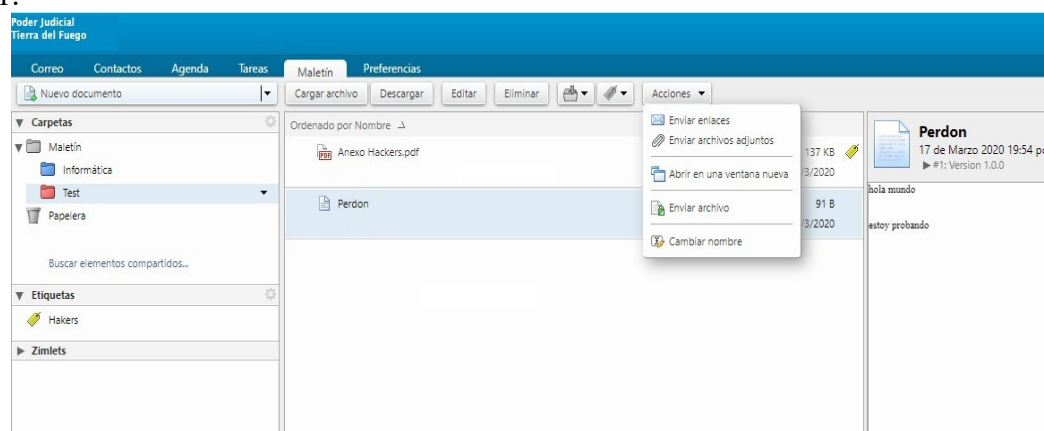 Poder Judicial
Tierra del Fuego
Correo Contactos Agenda Tareas Maletín Preferencias
Nuevo documento Cargar archivo Descargar Editar Eliminar Acciones
Carpetas
Maletín
Informática
Test
Papelera
Buscar elementos compartidos...
Etiquetas
Hakers
Zimlets
Ordenado por Nombre
Anexo Hackers.pdf 137 KB
/3/2020
Perdon 91 B
/3/2020
Enviar enlaces
Enviar archivos adjuntos
Abrir en una ventana nueva
Enviar archivo
Cambiar nombre
Perdon
17 de Marzo 2020 19:54
#1: Version 1.0.0
hola mundo
estoy probando